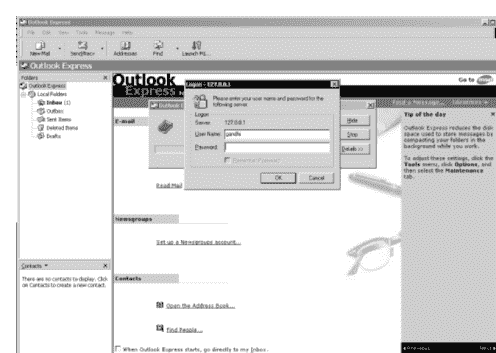 Outlook Express
File Edit View Tools Message Help
New Mail Send/Recv Addresses Find
Outlook Express
Folders
Outlook Express
Local Folders
Inbox (1)
Outbox
Sent Items
Deleted Items
Drafts
Contacts
There are no contacts to display. Click
on Contacts to create a new contact.
Outlook
Express
Go to
E-mail
Read Mail
Newsgroups
Set up a Newsgroups account...
Contacts
Open the Address Book...
Find People...
When Outlook Express starts, go directly to my Inbox.
Logon - 127.0.0.1
Please enter your user name and password for the
following server.
Logon
Server: 127.0.0.1
User Name: gandhi
Password:
Remember Password
OK Cancel
Hide
Stop
Details >>
Tip of the day
Outlook Express reduces the disk
space used to store messages by
compacting your folders in the
background while you work.
To adjust these settings, click the
Tools menu, click Options, and
then select the Maintenance
tab.